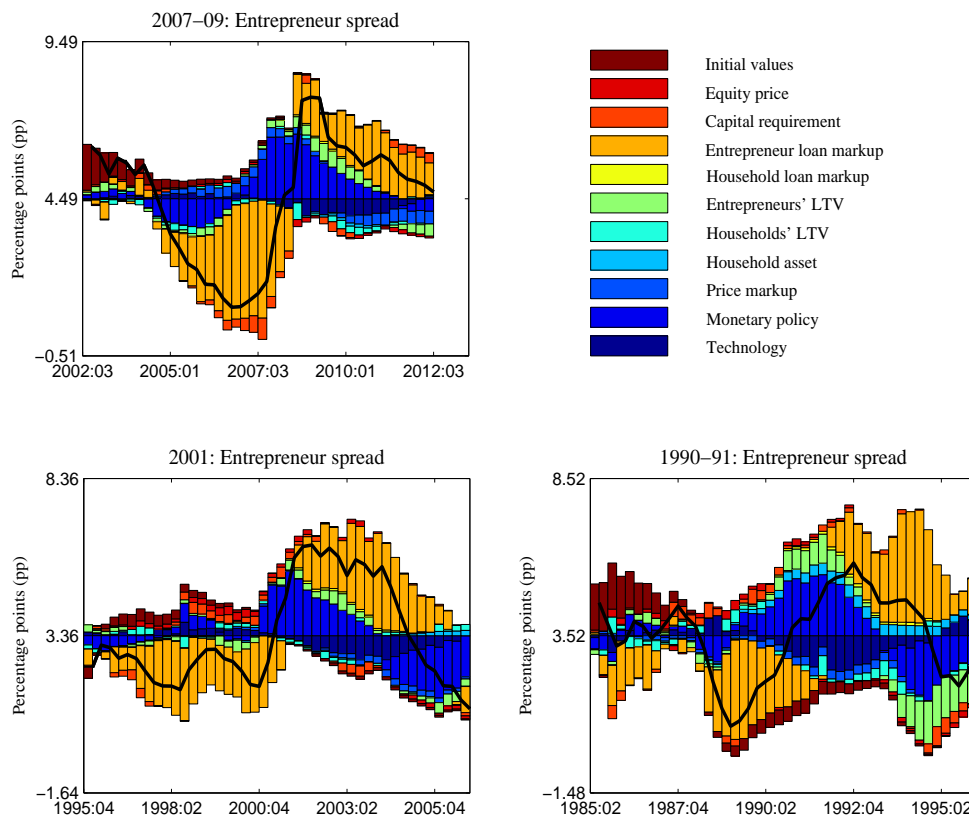 2007–09: Entrepreneur spread
9.49
4.49
−0.51
Percentage points (pp)
2002:03 2005:01 2007:03 2010:01 2012:03
Initial values
Equity price
Capital requirement
Entrepreneur loan markup
Household loan markup
Entrepreneurs' LTV
Households' LTV
Household asset
Price markup
Monetary policy
Technology
2001: Entrepreneur spread
8.36
3.36
−1.64
Percentage points (pp)
1995:04 1998:02 2000:04 2003:02 2005:04
1990–91: Entrepreneur spread
8.52
3.52
−1.48
Percentage points (pp)
1985:02 1987:04 1990:02 1992:04 1995:02